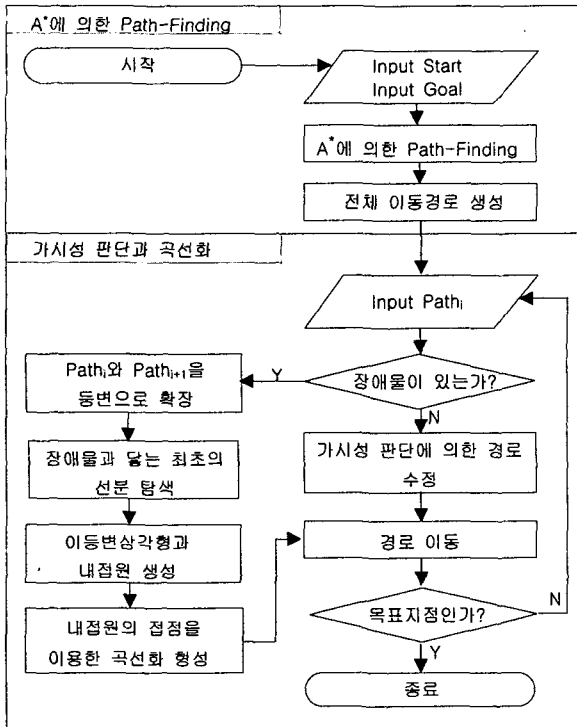 A*에 의한 Path-Finding
시작
Input Start
Input Goal
A*에 의한 Path-Finding
전체 이동경로 생성
가시성 판단과 곡선화
Input Pathi
장애물이 있는가?
Y
N
Pathi와 Pathi+1을
등변으로 확장
장애물과 닿는 최초의
선분 탐색
이등변삼각형과
내접원 생성
내접원의 접점을
이용한 곡선화 형성
가시성 판단에 의한 경로
수정
경로 이동
목표지점인가?
N
Y
종료